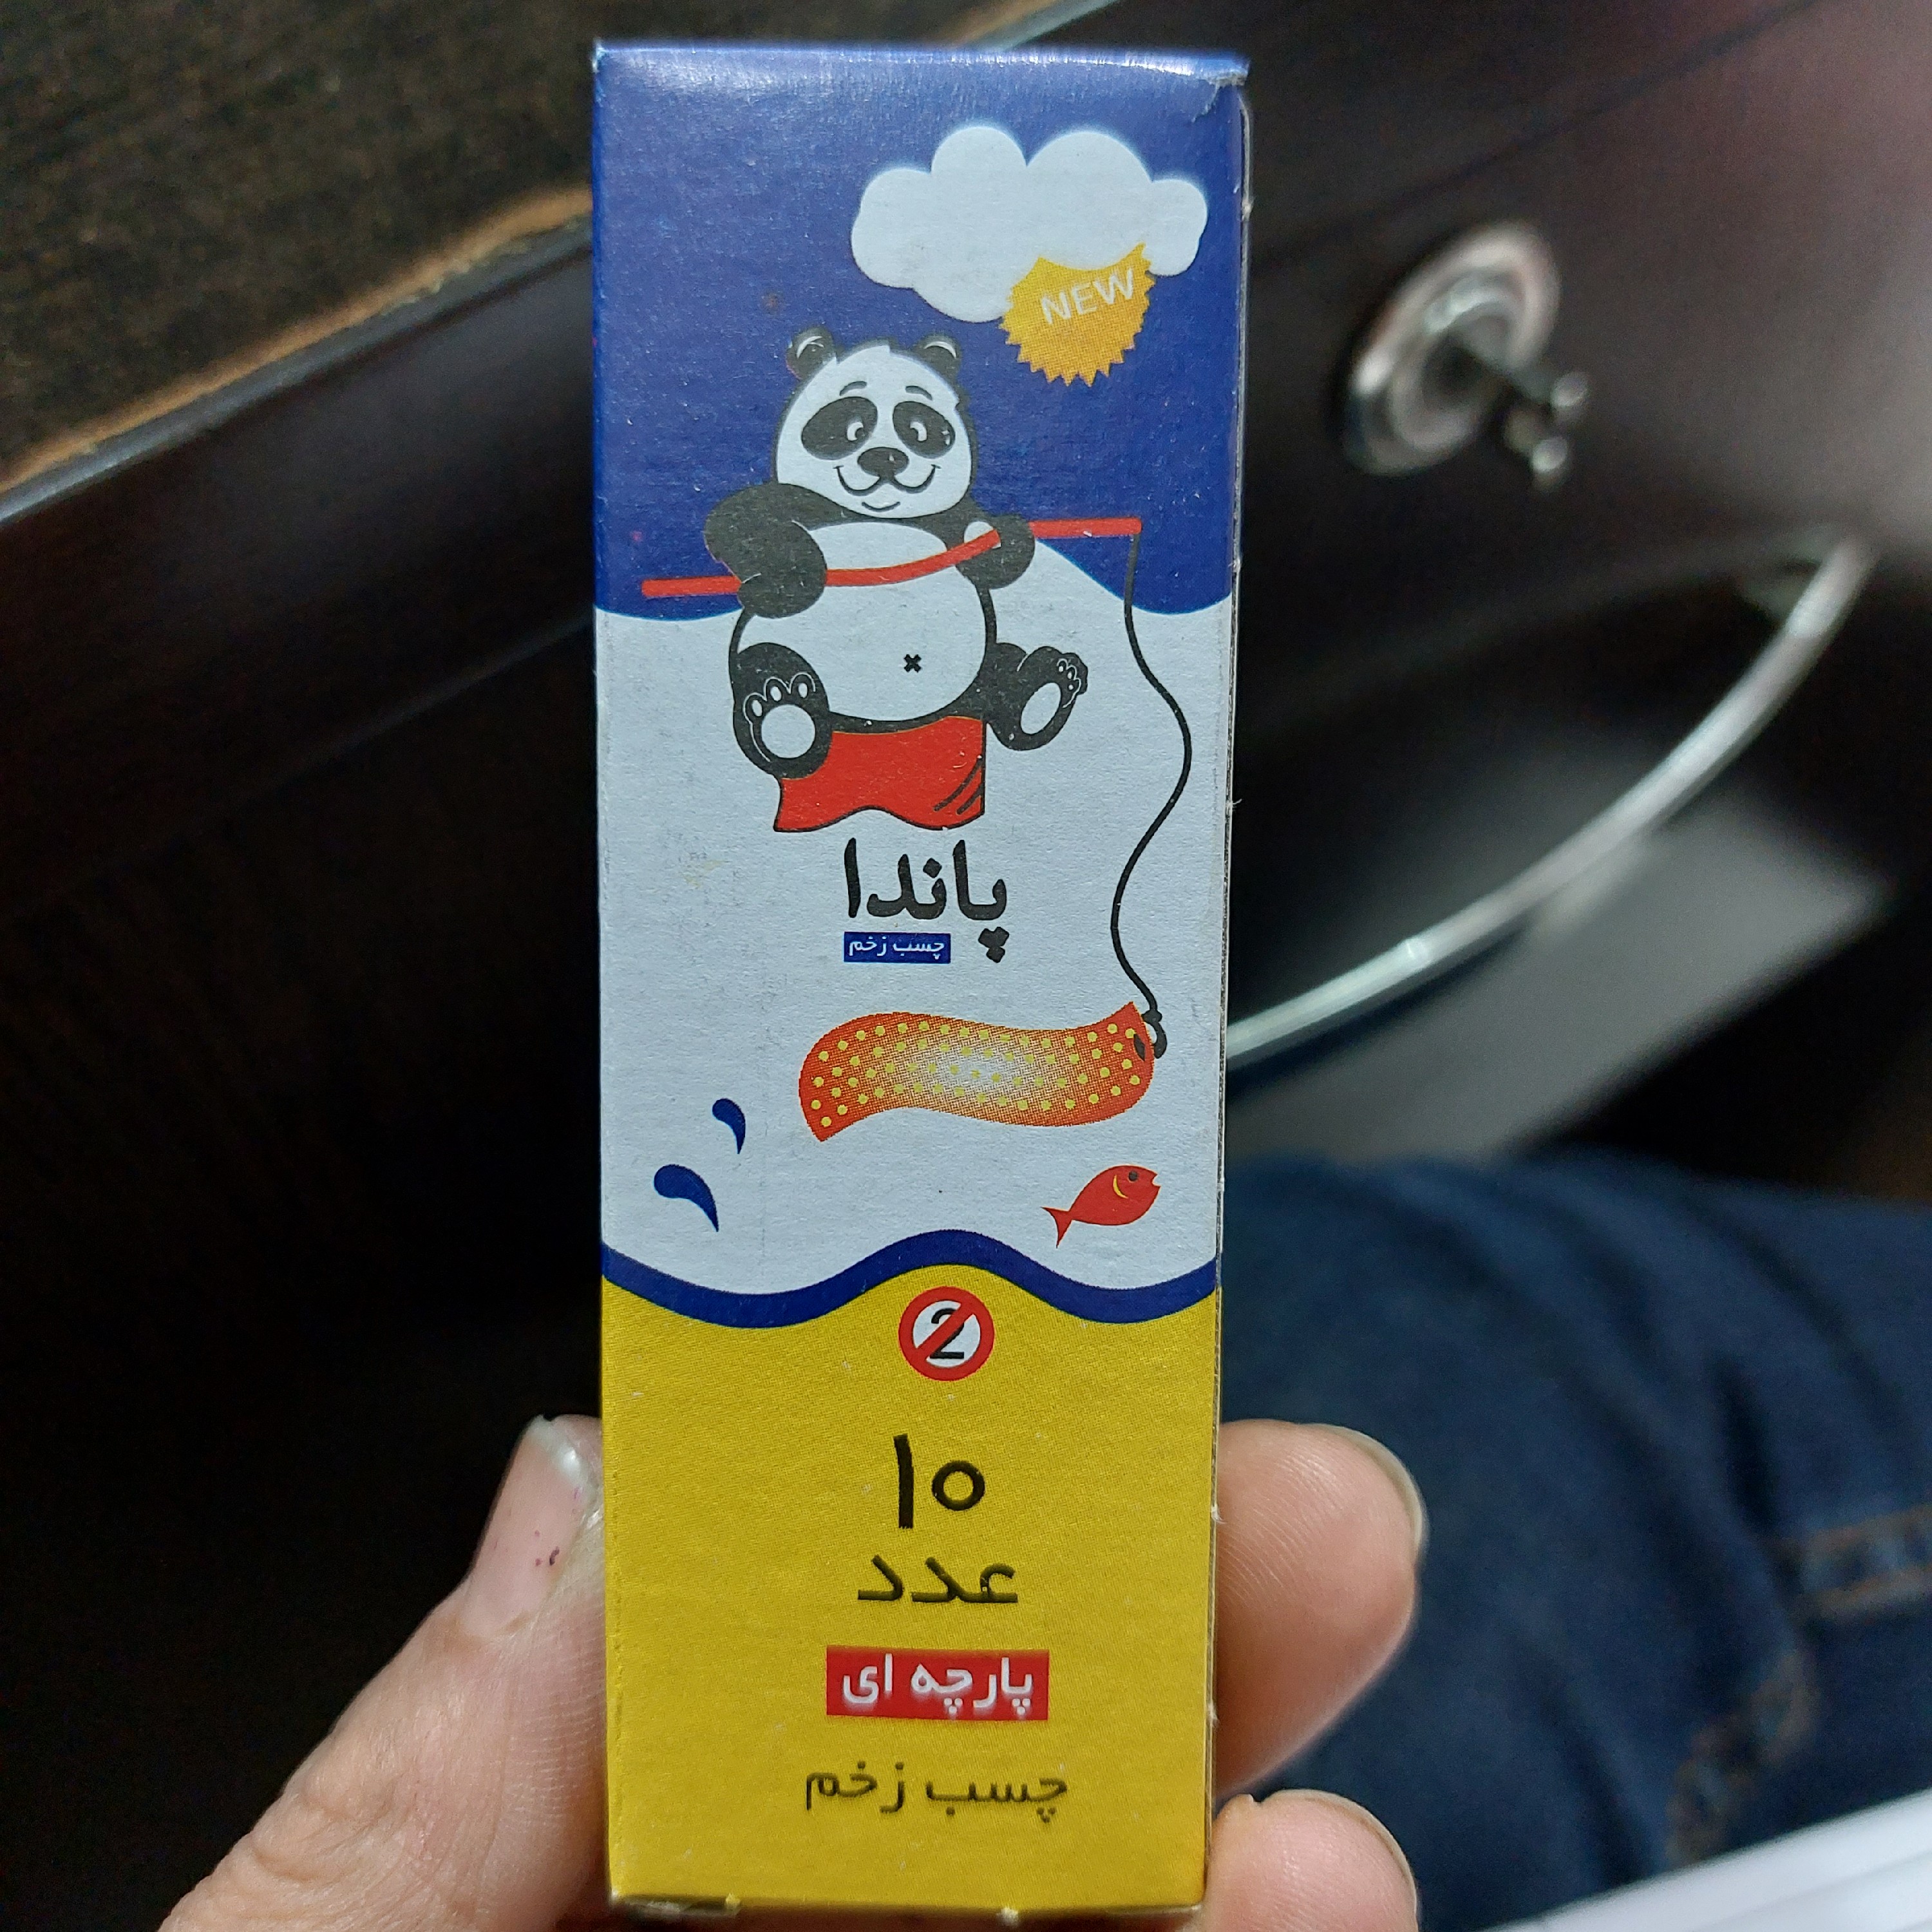 NEW
پاندا
چسب زخم
2
۱۰
عدد
پارچه ای
چسب زخم